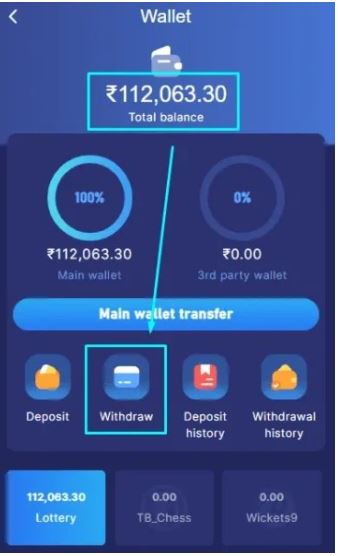 Wallet
₹112,063.30
Total balance
100%
0%
₹112,063.30
₹0.00
Main wallet
3rd party wallet
Main wallet transfer
Deposit
Withdraw
Deposit
history
Withdrawal
history
112,063.30
Lottery
0.00
TB_Chess
0.00
Wickets9